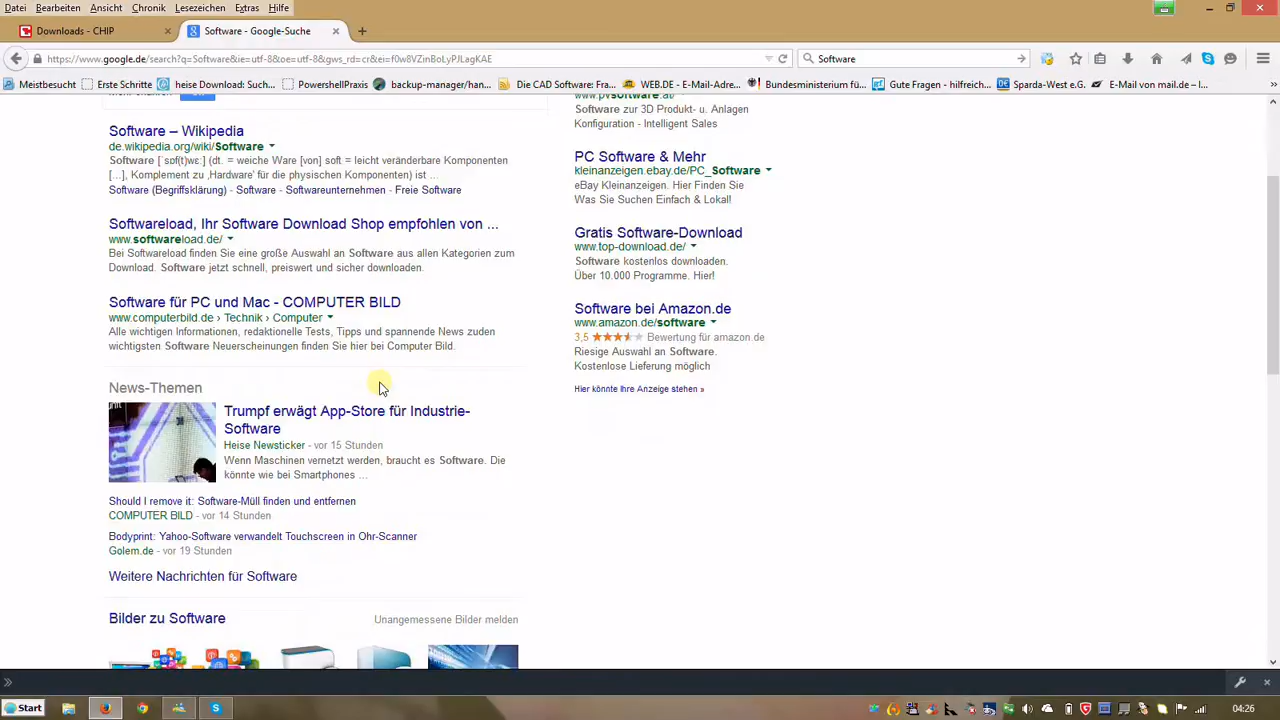 Datei Bearbeiten Ansicht Chronik Lesezeichen Extras Hilfe
Downloads - CHIP
Software - Google-Suche
https://www.google.de/search?q=Software&ie=utf-8&oe=utf-8&gws_rd=cr&ei=f0w8VZinBoLyPJLagKAE
Software
Meistbesucht Erste Schritte heise Download: Such... PowershellPraxis backup-manager/han... Die CAD Software: Fra... WEB.DE - E-Mail-Adre... Bundesministerium fü... Gute Fragen - hilfreich... Sparda-West e.G. E-Mail von mail.de – I...
Software – Wikipedia
de.wikipedia.org/wiki/Software
Software [ˈsɒf(t)wɛː] (dt. = weiche Ware [von] soft = leicht veränderbare Komponenten
[...], Komplement zu ‚Hardware‘ für die physischen Komponenten) ist ...
Software (Begriffsklärung) - Software - Softwareunternehmen - Freie Software
Softwareload, Ihr Software Download Shop empfohlen von ...
www.softwareload.de/
Bei Softwareload finden Sie eine große Auswahl an Software aus allen Kategorien zum
Download. Software jetzt schnell, preiswert und sicher downloaden.
Software für PC und Mac - COMPUTER BILD
www.computerbild.de › Technik › Computer
Alle wichtigen Informationen, redaktionelle Tests, Tipps und spannende News zuden
wichtigsten Software Neuerscheinungen finden Sie hier bei Computer Bild.
News-Themen
Trumpf erwägt App-Store für Industrie-
Software
Heise Newsticker - vor 15 Stunden
Wenn Maschinen vernetzt werden, braucht es Software. Die
könnte wie bei Smartphones ...
Should I remove it: Software-Müll finden und entfernen
COMPUTER BILD - vor 14 Stunden
Bodyprint: Yahoo-Software verwandelt Touchscreen in Ohr-Scanner
Golem.de - vor 19 Stunden
Weitere Nachrichten für Software
Bilder zu Software
Unangemessene Bilder melden
www.pvsoftware.at/
Software zur 3D Produkt- u. Anlagen
Konfiguration - Intelligent Sales
PC Software & Mehr
kleinanzeigen.ebay.de/PC_Software
eBay Kleinanzeigen. Hier Finden Sie
Was Sie Suchen Einfach & Lokal!
Gratis Software-Download
www.top-download.de/
Software kostenlos downloaden.
Über 10.000 Programme. Hier!
Software bei Amazon.de
www.amazon.de/software
3,5 Bewertung für amazon.de
Riesige Auswahl an Software.
Kostenlose Lieferung möglich
Hier könnte Ihre Anzeige stehen »
Start
04:26